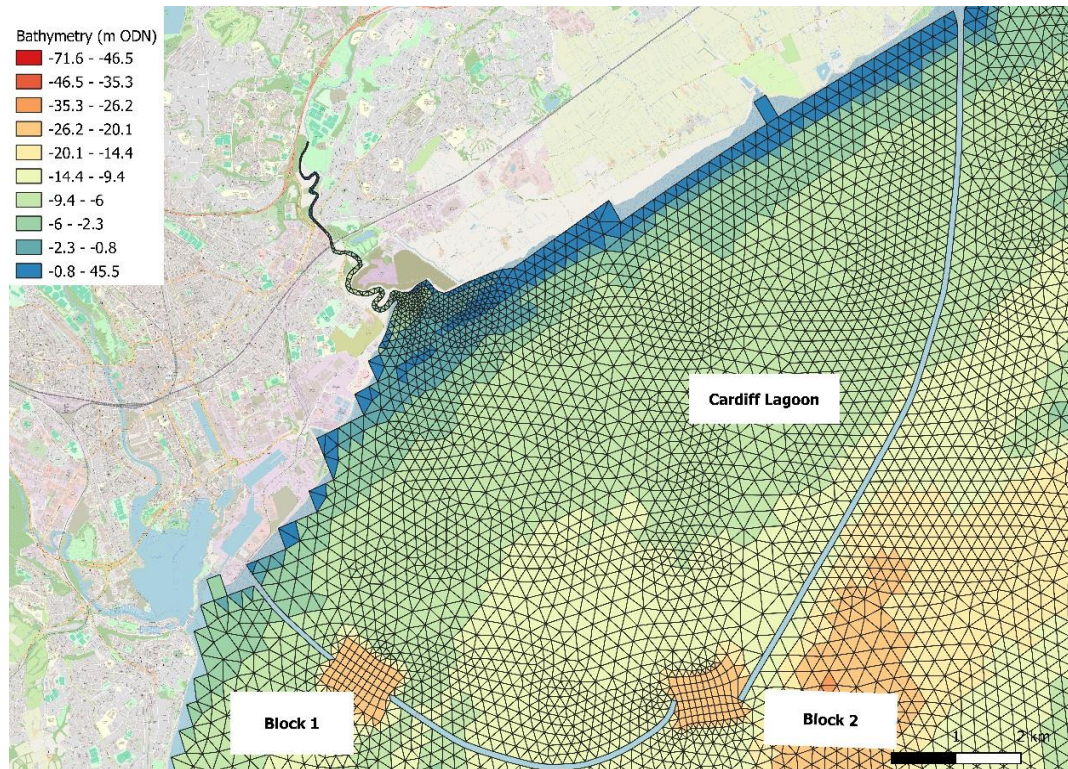 Bathymetry (m ODN)
-71.6 - -46.5
-46.5 - -35.3
-35.3 - -26.2
-26.2 - -20.1
-20.1 - -14.4
-14.4 - -9.4
-9.4 - -6
-6 - -2.3
-2.3 - -0.8
-0.8 - 45.5
Cardiff Lagoon
Block 1
Block 2
1 2 km